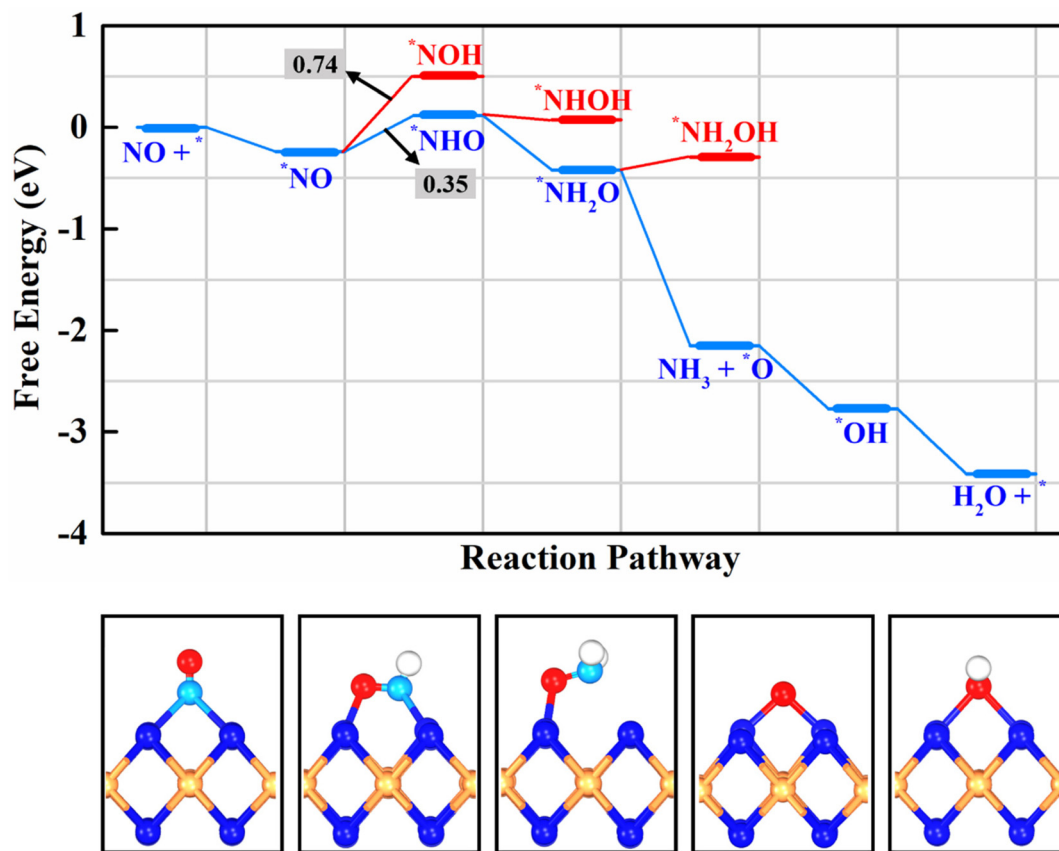 1
0
-1
-2
-3
-4
Free Energy (eV)
Reaction Pathway
NO + *
*NO
0.74
*NOH
*NHO
0.35
*NHOH
*NH₂O
*NH₂OH
NH₃ + *O
*OH
H₂O + *